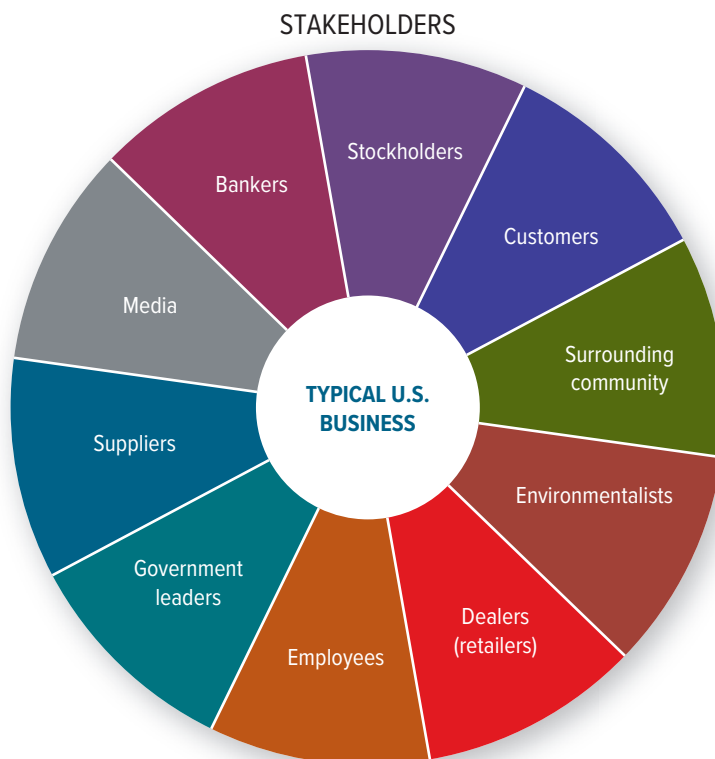 STAKEHOLDERS
Stockholders
Customers
Surrounding
community
Environmentalists
Dealers
(retailers)
Employees
Government
leaders
Suppliers
Media
Bankers
TYPICAL U.S.
BUSINESS